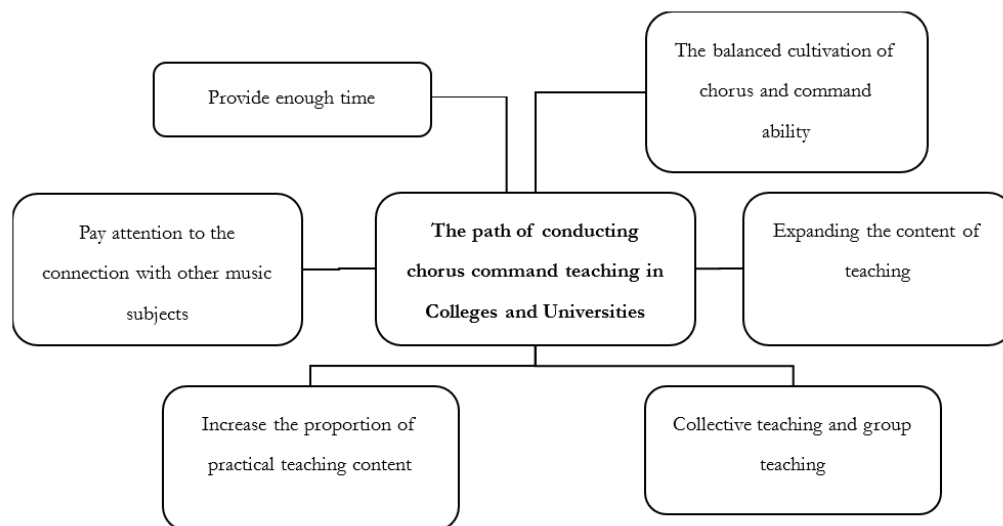 Provide enough time
The balanced cultivation of
chorus and command
ability
Pay attention to the
connection with other music
subjects
The path of conducting
chorus command teaching in
Colleges and Universities
Expanding the content of
teaching
Increase the proportion of
practical teaching content
Collective teaching and group
teaching